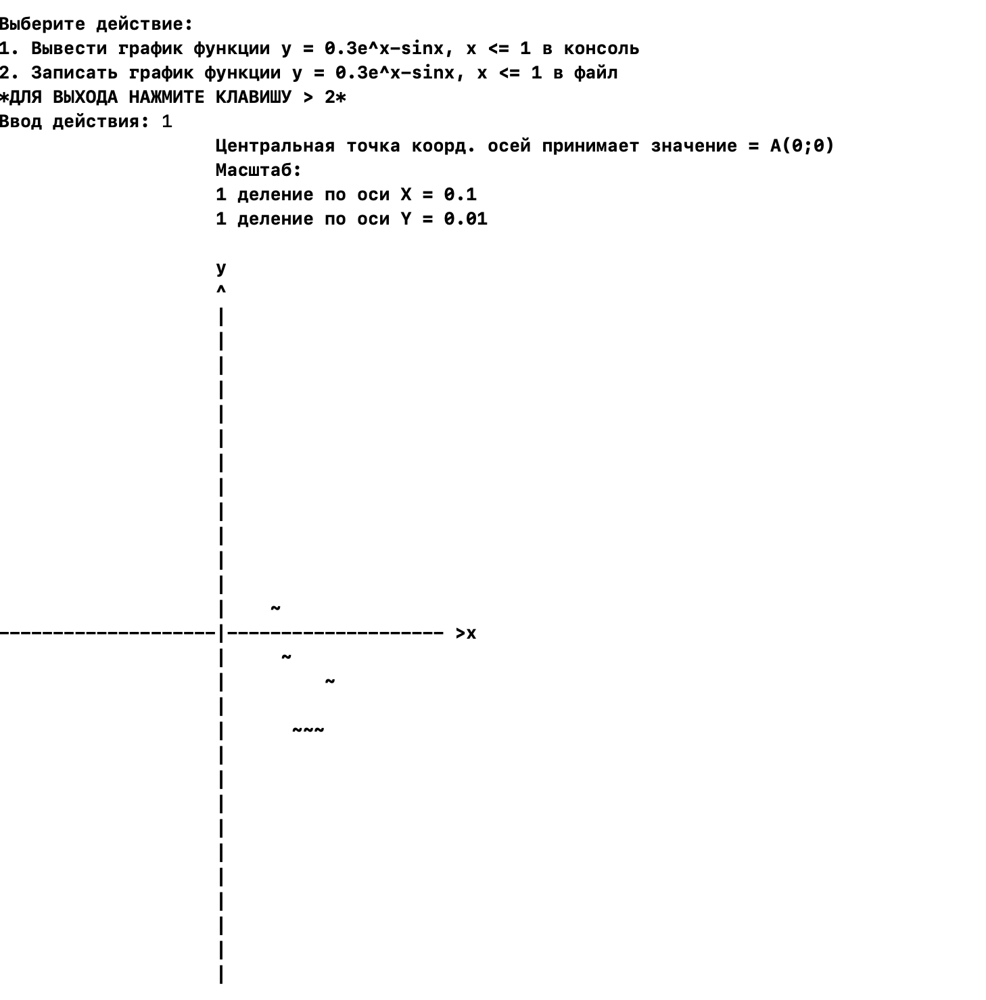 Выберите действие:
1. Вывести график функции y = 0.3e^x-sinx, x <= 1 в консоль
2. Записать график функции y = 0.3e^x-sinx, x <= 1 в файл
*ДЛЯ ВЫХОДА НАЖМИТЕ КЛАВИШУ > 2*
Ввод действия: 1
Центральная точка коорд. осей принимает значение = A(0;0)
Масштаб:
1 деление по оси X = 0.1
1 деление по оси Y = 0.01
y
^
|
|
|
|
|
|
|
|
|
|
|
|
| ~
--------------------|-------------------- >x
| ~
| ~
|
| ~~~
|
|
|
|
|
|
|
|
|
|